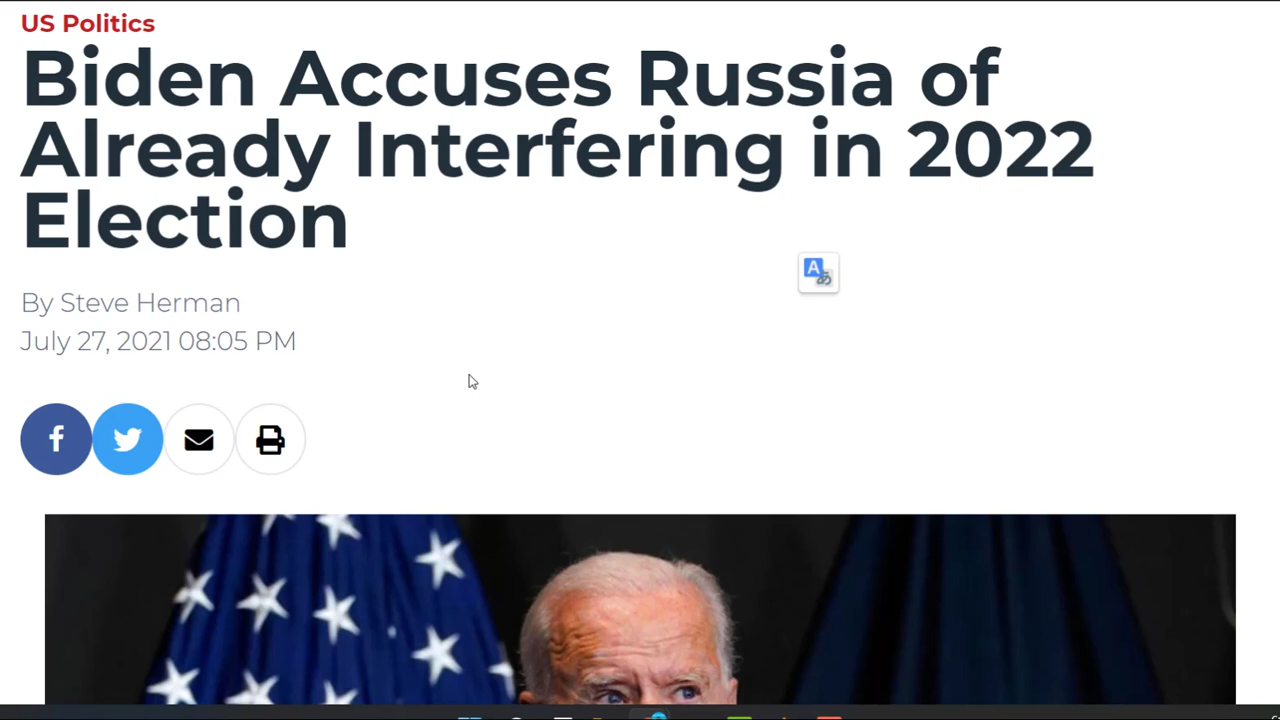 US Politics
Biden Accuses Russia of
Already Interfering in 2022
Election
By Steve Herman
July 27, 2021 08:05 PM